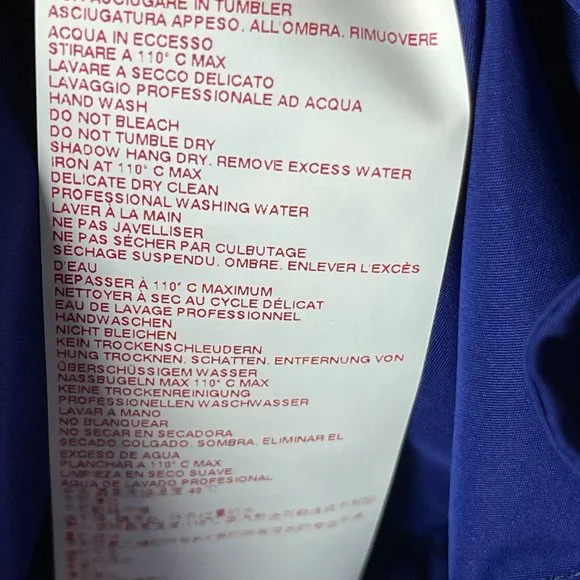 ASCIUGARE IN TUMBLER
ASCIUGATURA APPESO. ALL'OMBRA. RIMUOVERE
ACQUA IN ECCESSO
STIRARE A 110° C MAX
LAVARE A SECCO DELICATO
LAVAGGIO PROFESSIONALE AD ACQUA
HAND WASH
DO NOT BLEACH
DO NOT TUMBLE DRY
SHADOW HANG DRY. REMOVE EXCESS WATER
IRON AT 110° C MAX
DELICATE DRY CLEAN
PROFESSIONAL WASHING WATER
LAVER À LA MAIN
NE PAS JAVELLISER
NE PAS SÉCHER PAR CULBUTAGE
SÉCHAGE SUSPENDU. OMBRE. ENLEVER L'EXCÈS
D'EAU
REPASSER À 110° C MAXIMUM
NETTOYER À SEC AU CYCLE DÉLICAT
EAU DE LAVAGE PROFESSIONNEL
HANDWASCHEN
NICHT BLEICHEN
KEIN TROCKENSCHLEUDERN
HUNG TROCKNEN. SCHATTEN. ENTFERNUNG VON
ÜBERSCHÜSSIGEM WASSER
NASSBÜGELN MAX 110° C MAX
KEINE TROCKENREINIGUNG
PROFESSIONELLEN WASCHWASSER
LAVAR A MANO
NO BLANQUEAR
NO SECAR EN SECADORA
SECADO COLGADO. SOMBRA. ELIMINAR EL
EXCESO DE AGUA
PLANCHAR A 110° C MAX
LIMPIEZA EN SECO SUAVE
AGUA DE LAVADO PROFESIONAL